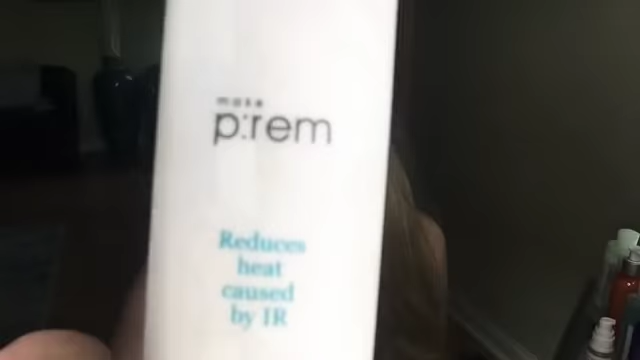 make
p:rem
Reduces
heat
caused
by IR